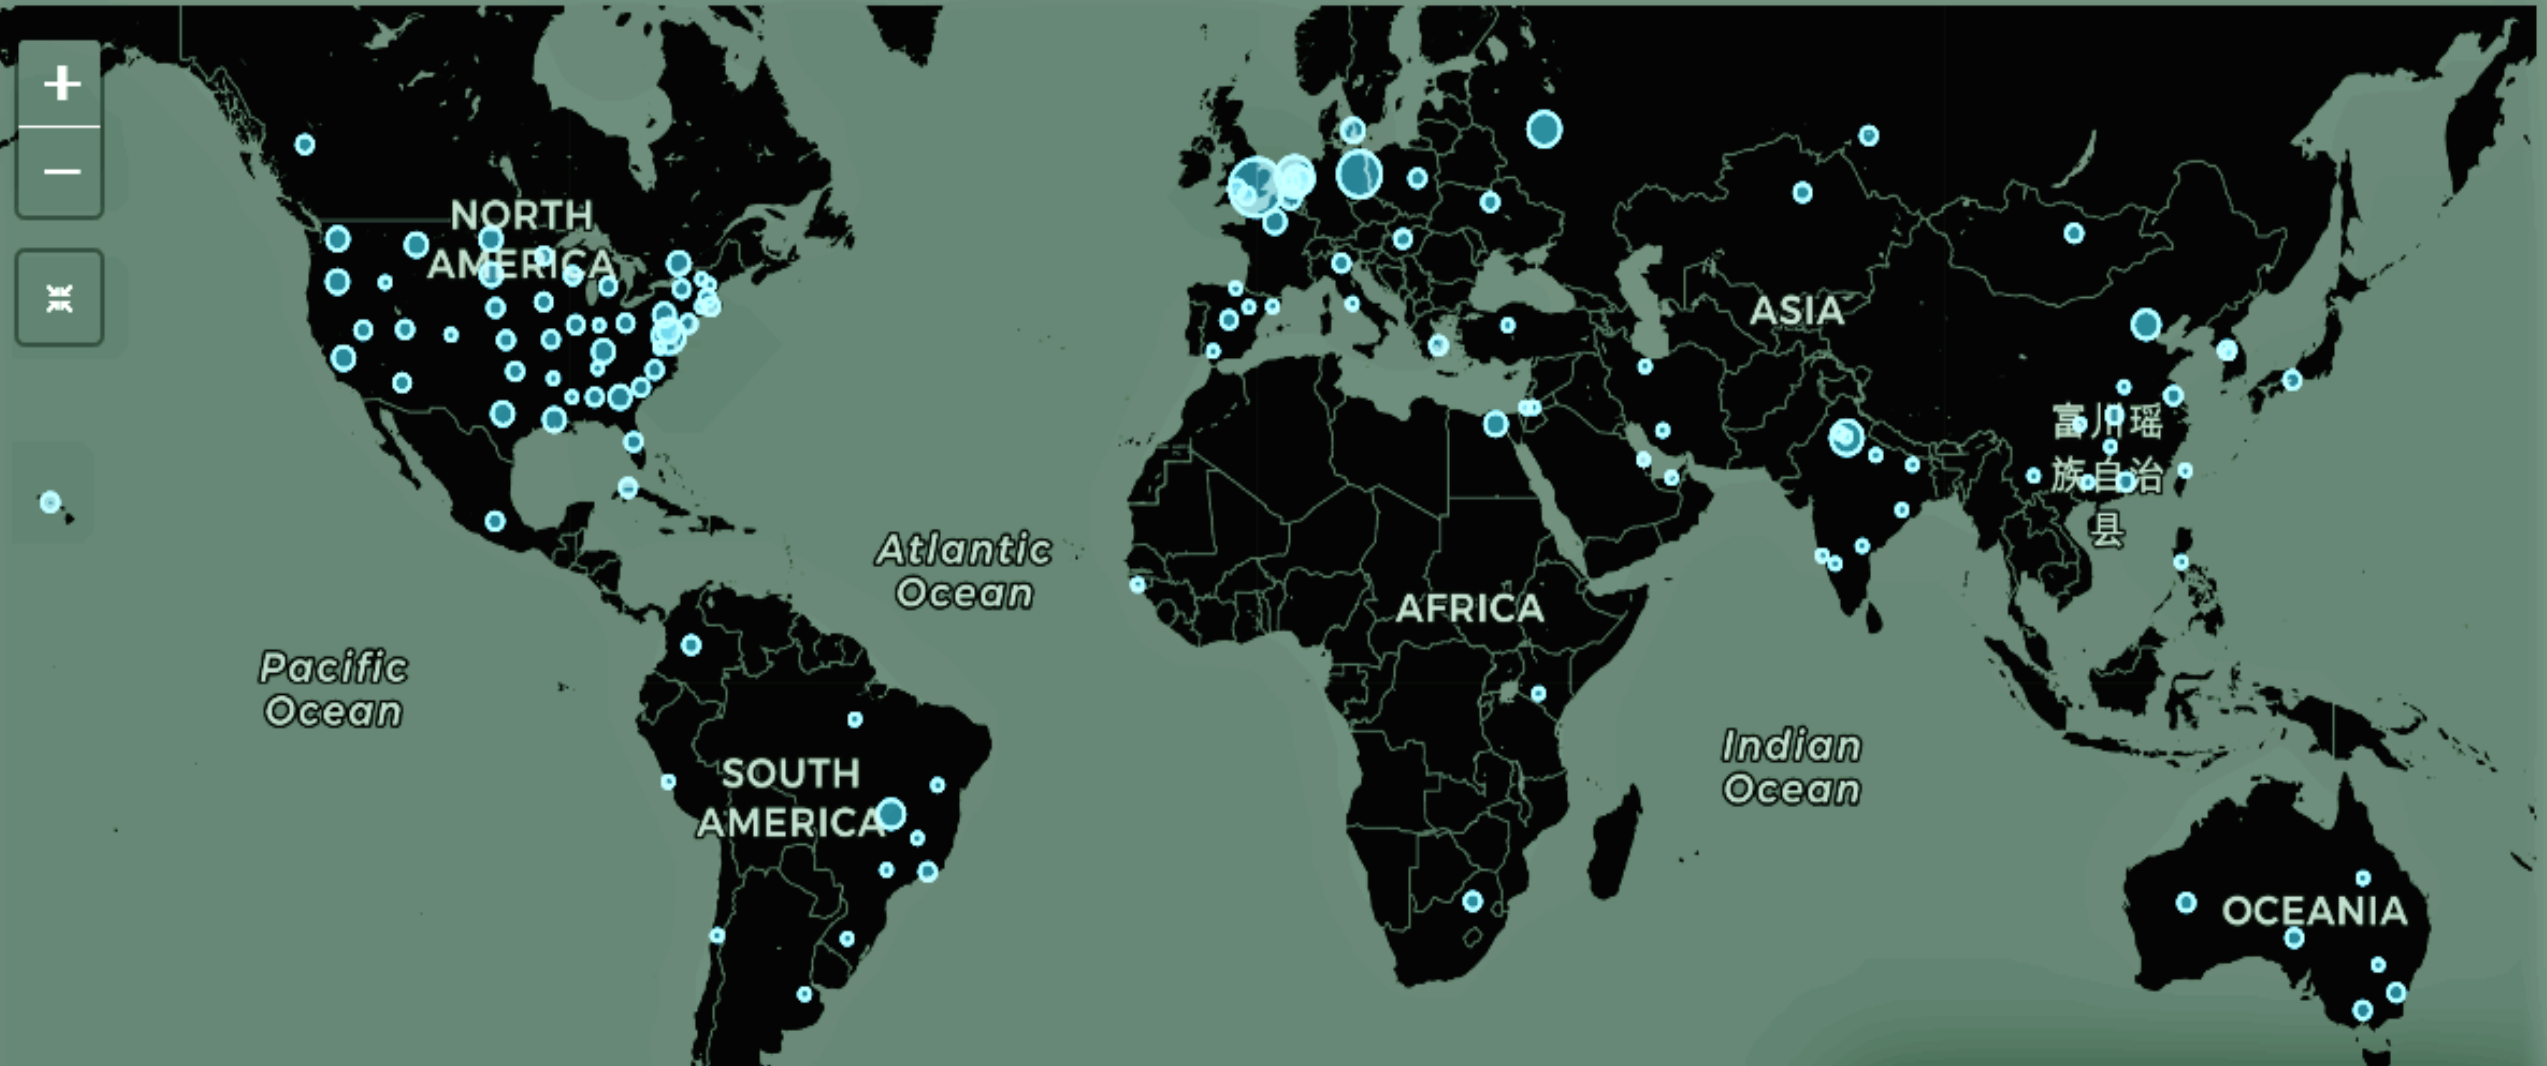 +
−
NORTH
AMERICA
ASIA
富川瑶
族自治
县
Atlantic
Ocean
AFRICA
Pacific
Ocean
Indian
Ocean
SOUTH
AMERICA
OCEANIA